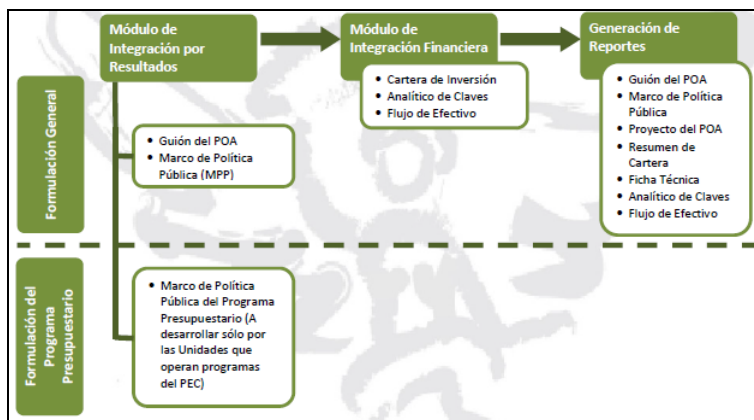 Módulo de
Integración por
Resultados
Módulo de
Integración Financiera
Generación de
Reportes
Formulación General
• Guión del POA
• Marco de Política
Pública (MPP)
• Cartera de Inversión
• Analítico de Claves
• Flujo de Efectivo
• Guión del POA
• Marco de Política
Pública
• Proyecto del POA
• Resumen de
Cartera
• Ficha Técnica
• Analítico de Claves
• Flujo de Efectivo
Formulación del
Programa
Presupuestario
• Marco de Política
Pública del Programa
Presupuestario (A
desarrollar sólo por
las Unidades que
operan programas
del PEC)